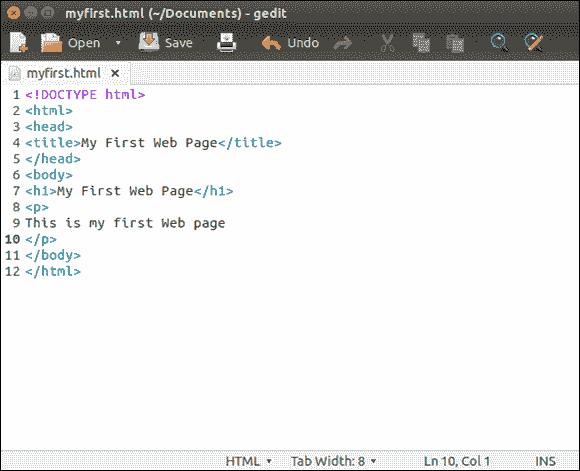 myfirst.html (~/Documents) - gedit
Open Save Undo
myfirst.html
1 <!DOCTYPE html>
2 <html>
3 <head>
4 <title>My First Web Page</title>
5 </head>
6 <body>
7 <h1>My First Web Page</h1>
8 <p>
9 This is my first Web page
10 </p>
11 </body>
12 </html>
HTML Tab Width: 8 Ln 10, Col 1 INS